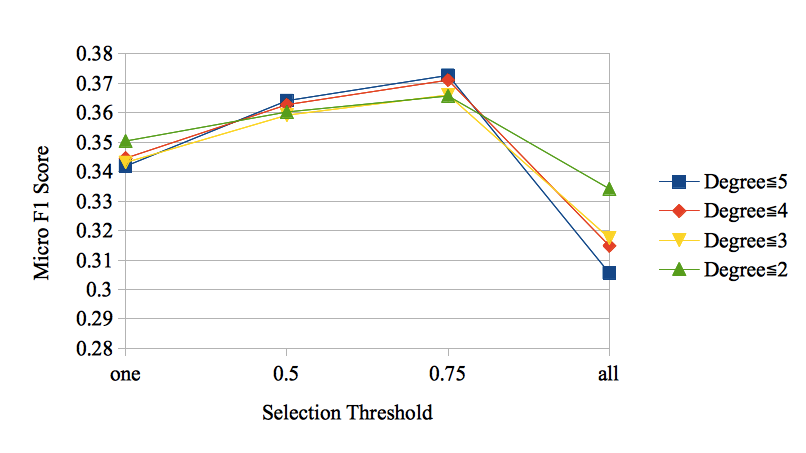 0.38
0.37
0.36
0.35
0.34
0.33
0.32
0.31
0.3
0.29
0.28
Micro F1 Score
one 0.5 0.75 all
Selection Threshold
Degree≦5
Degree≦4
Degree≦3
Degree≦2